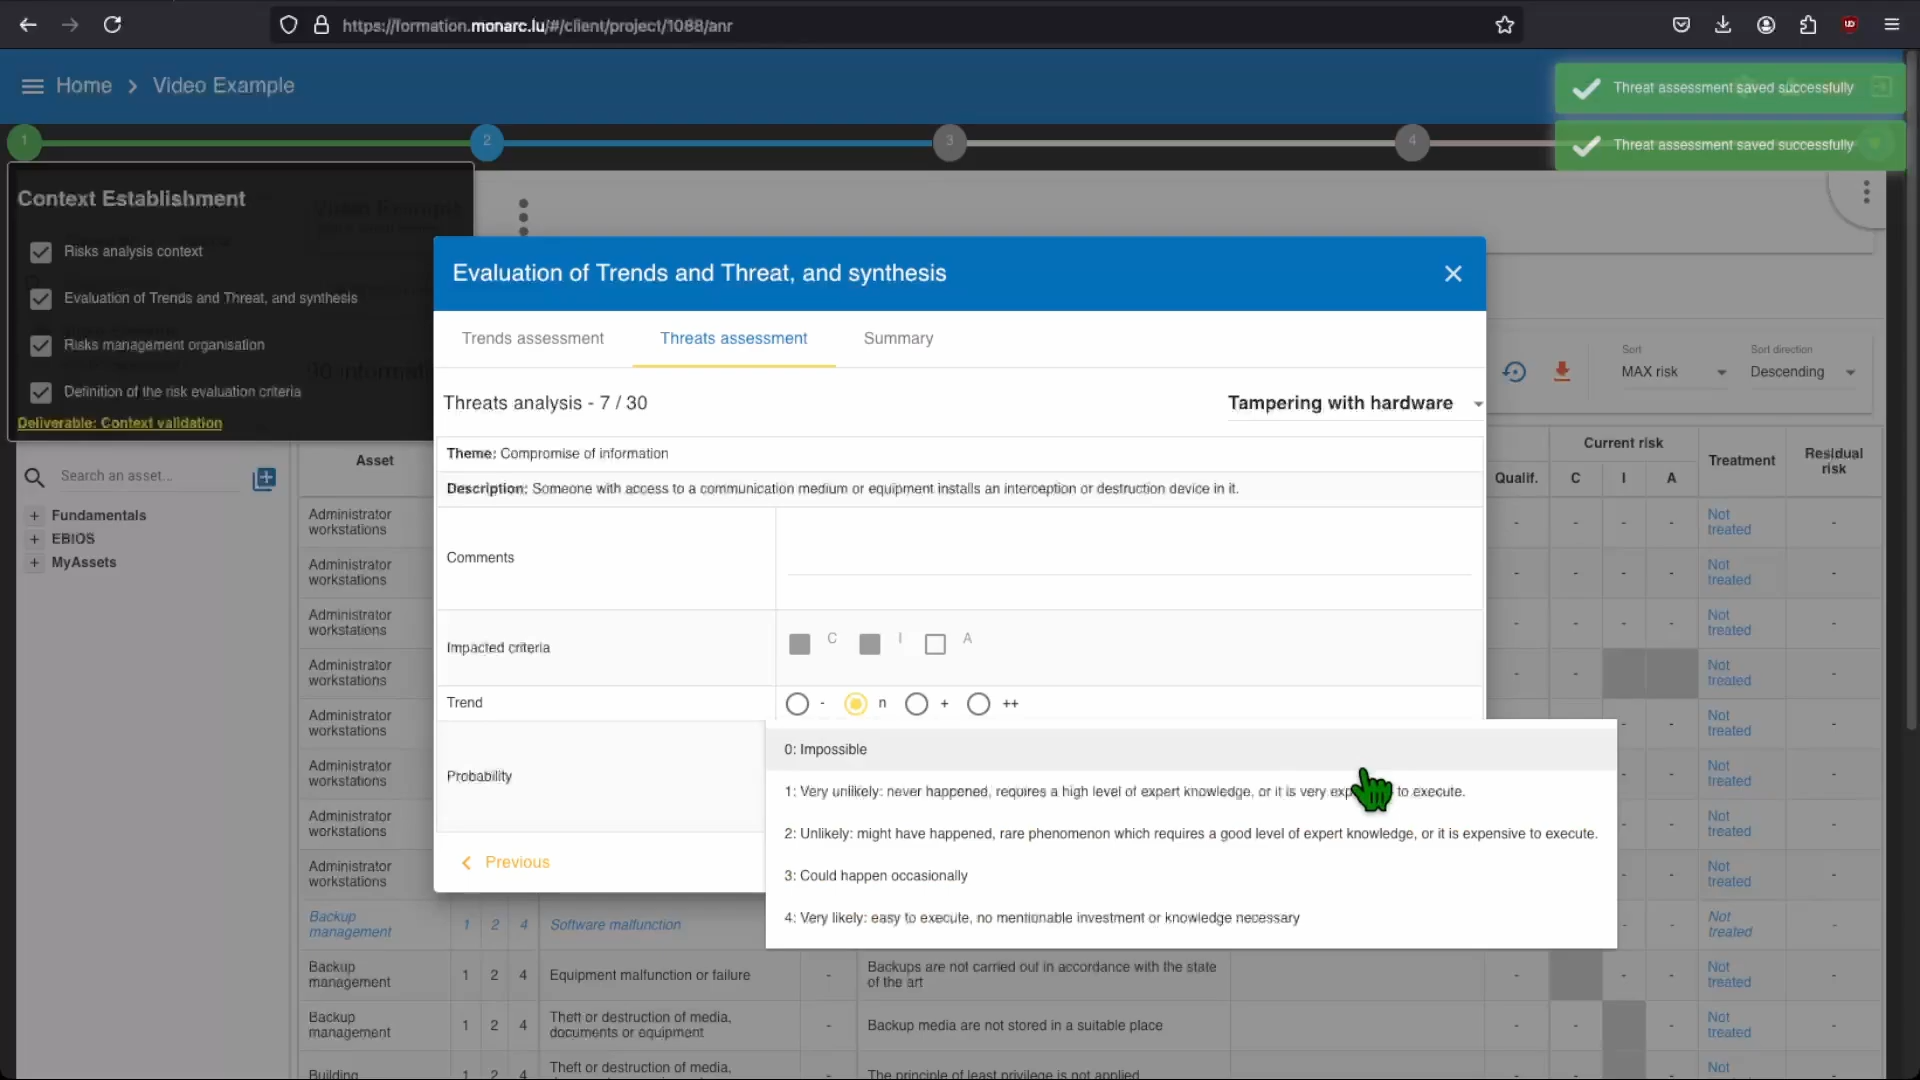 https://formation.monarc.lu/#/client/project/1088/anr
Home > Video Example
Threat assessment saved successfully
Threat assessment saved successfully
1 2 3 4
Context Establishment
Risks analysis context
Evaluation of Trends and Threat, and synthesis
Risks management organisation
Definition of the risk evaluation criteria
Deliverable: Context validation
Evaluation of Trends and Threat, and synthesis
Trends assessment Threats assessment Summary
Threats analysis - 7 / 30
Tampering with hardware
Theme: Compromise of information
Description: Someone with access to a communication medium or equipment installs an interception or destruction device in it.
Comments
Impacted criteria
C I A
Trend
- n + ++
Probability
0: Impossible
1: Very unlikely: never happened, requires a high level of expert knowledge, or it is very to execute.
2: Unlikely: might have happened, rare phenomenon which requires a good level of expert knowledge, or it is expensive to execute.
3: Could happen occasionally
4: Very likely: easy to execute, no mentionable investment or knowledge necessary
Previous
Sort
MAX risk
Sort direction
Descending
Search an asset...
+ Fundamentals
+ EBIOS
+ MyAssets
Asset
Qualif.
Current risk
C I A
Treatment
Residual
risk
Administrator
workstations
- - - -
Not
treated
-
Administrator
workstations
- - - -
Not
treated
-
Administrator
workstations
- - - -
Not
treated
-
Administrator
workstations
- -
Not
treated
-
Administrator
workstations
- -
Not
treated
-
Administrator
workstations
- -
Not
treated
-
Administrator
workstations
- -
Not
treated
-
Administrator
workstations
- -
Not
treated
-
Backup
management
1 2 4
Software malfunction
- -
Not
treated
-
Backup
management
1 2 4
Equipment malfunction or failure
-
Backups are not carried out in accordance with the state
of the art
- - -
Not
treated
-
Backup
management
1 2 4
Theft or destruction of media,
documents or equipment
-
Backup media are not stored in a suitable place
- - -
Not
treated
-
Building
1 2 4
Theft or destruction of media,
The principle of least privilege is not applied
Not